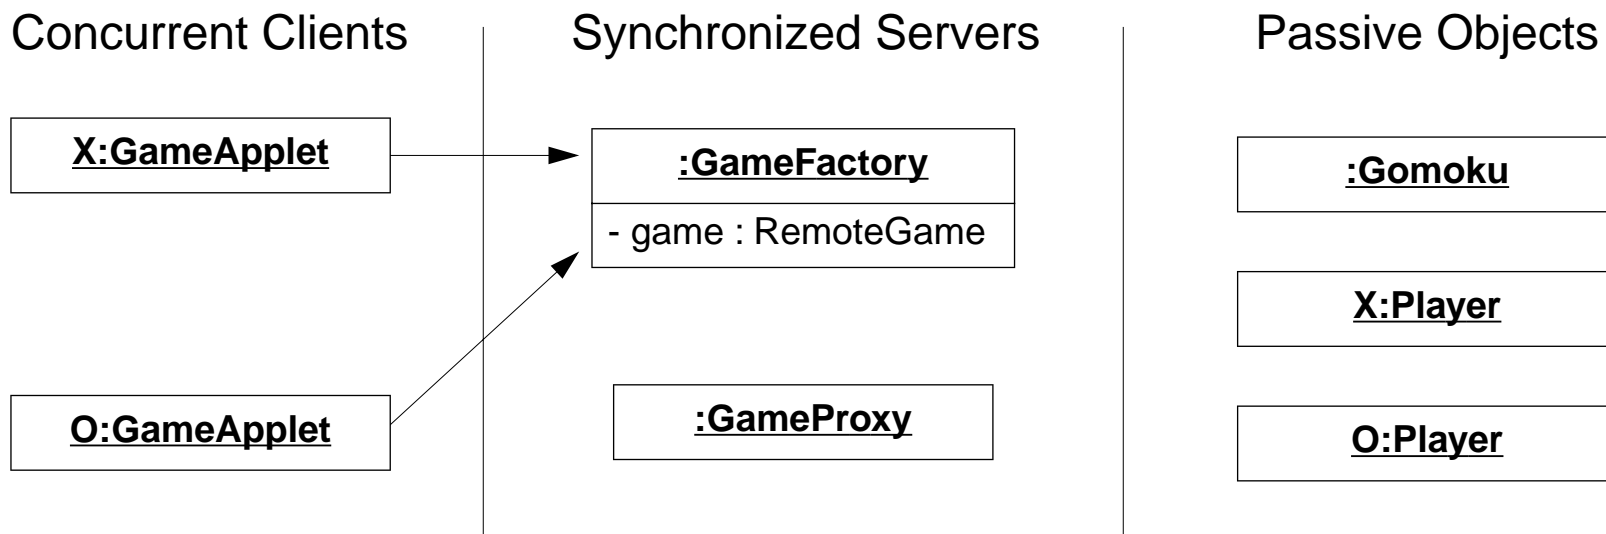 Concurrent Clients
Synchronized Servers
Passive Objects
X:GameApplet
O:GameApplet
:GameFactory
- game : RemoteGame
:GameProxy
:Gomoku
X:Player
O:Player